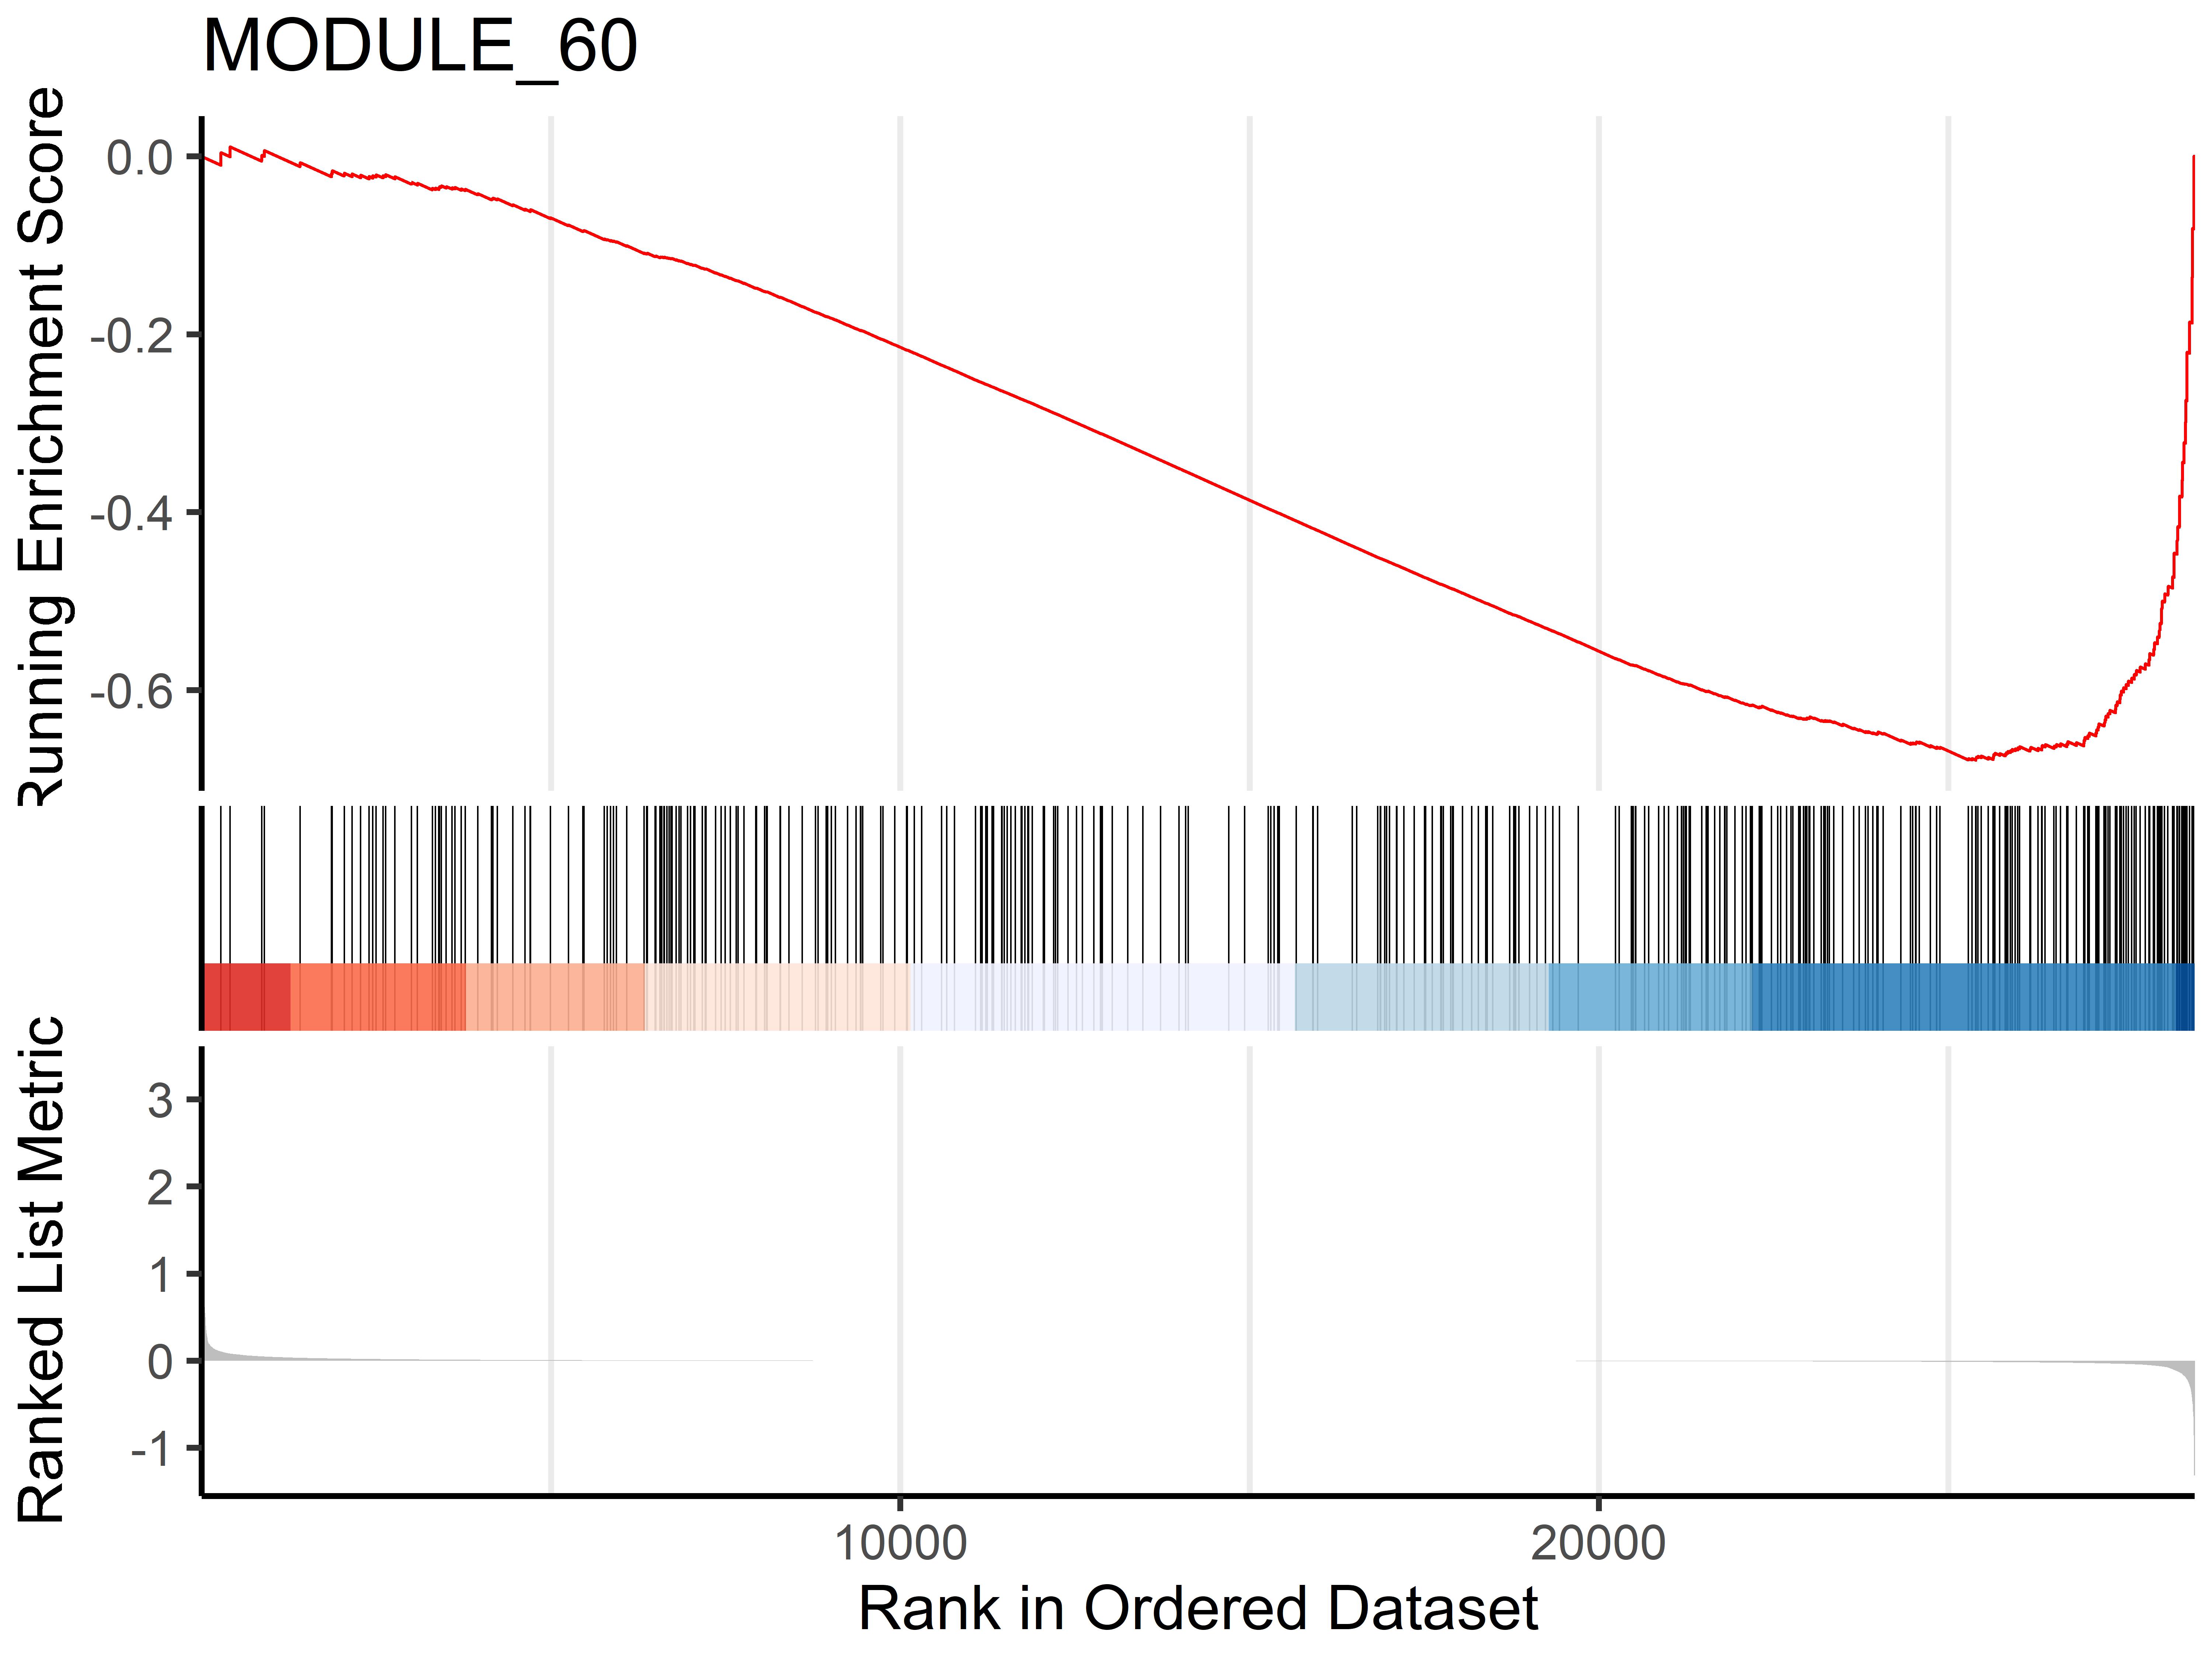 MODULE_60
Running Enrichment Score
0.0
-0.2
-0.4
-0.6
Ranked List Metric
3
2
1
0
-1
10000 20000
Rank in Ordered Dataset